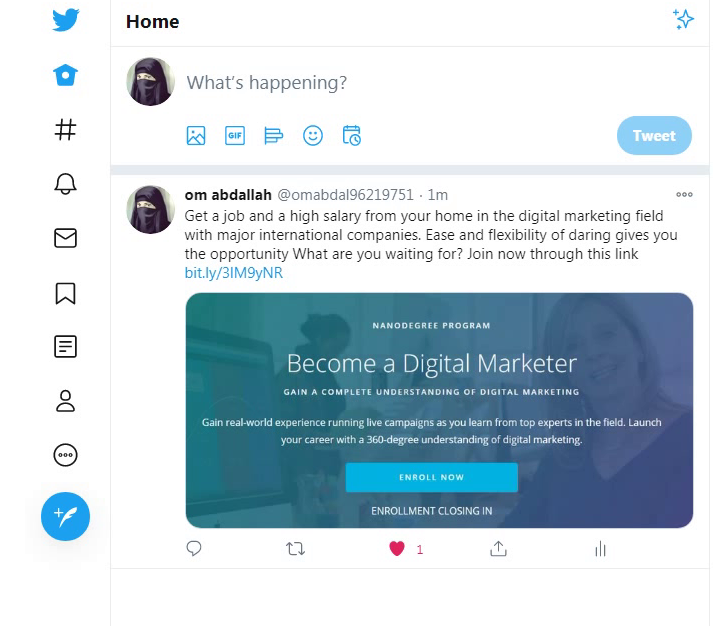 Home
What's happening?
GIF
Tweet
om abdallah @omabdal96219751 · 1m
Get a job and a high salary from your home in the digital marketing field
with major international companies. Ease and flexibility of daring gives you
the opportunity What are you waiting for? Join now through this link
bit.ly/3IM9yNR
NANODEGREE PROGRAM
Become a Digital Marketer
GAIN A COMPLETE UNDERSTANDING OF DIGITAL MARKETING
Gain real-world experience running live campaigns as you learn from top experts in the field. Launch
your career with a 360-degree understanding of digital marketing.
ENROLL NOW
ENROLLMENT CLOSING IN
1